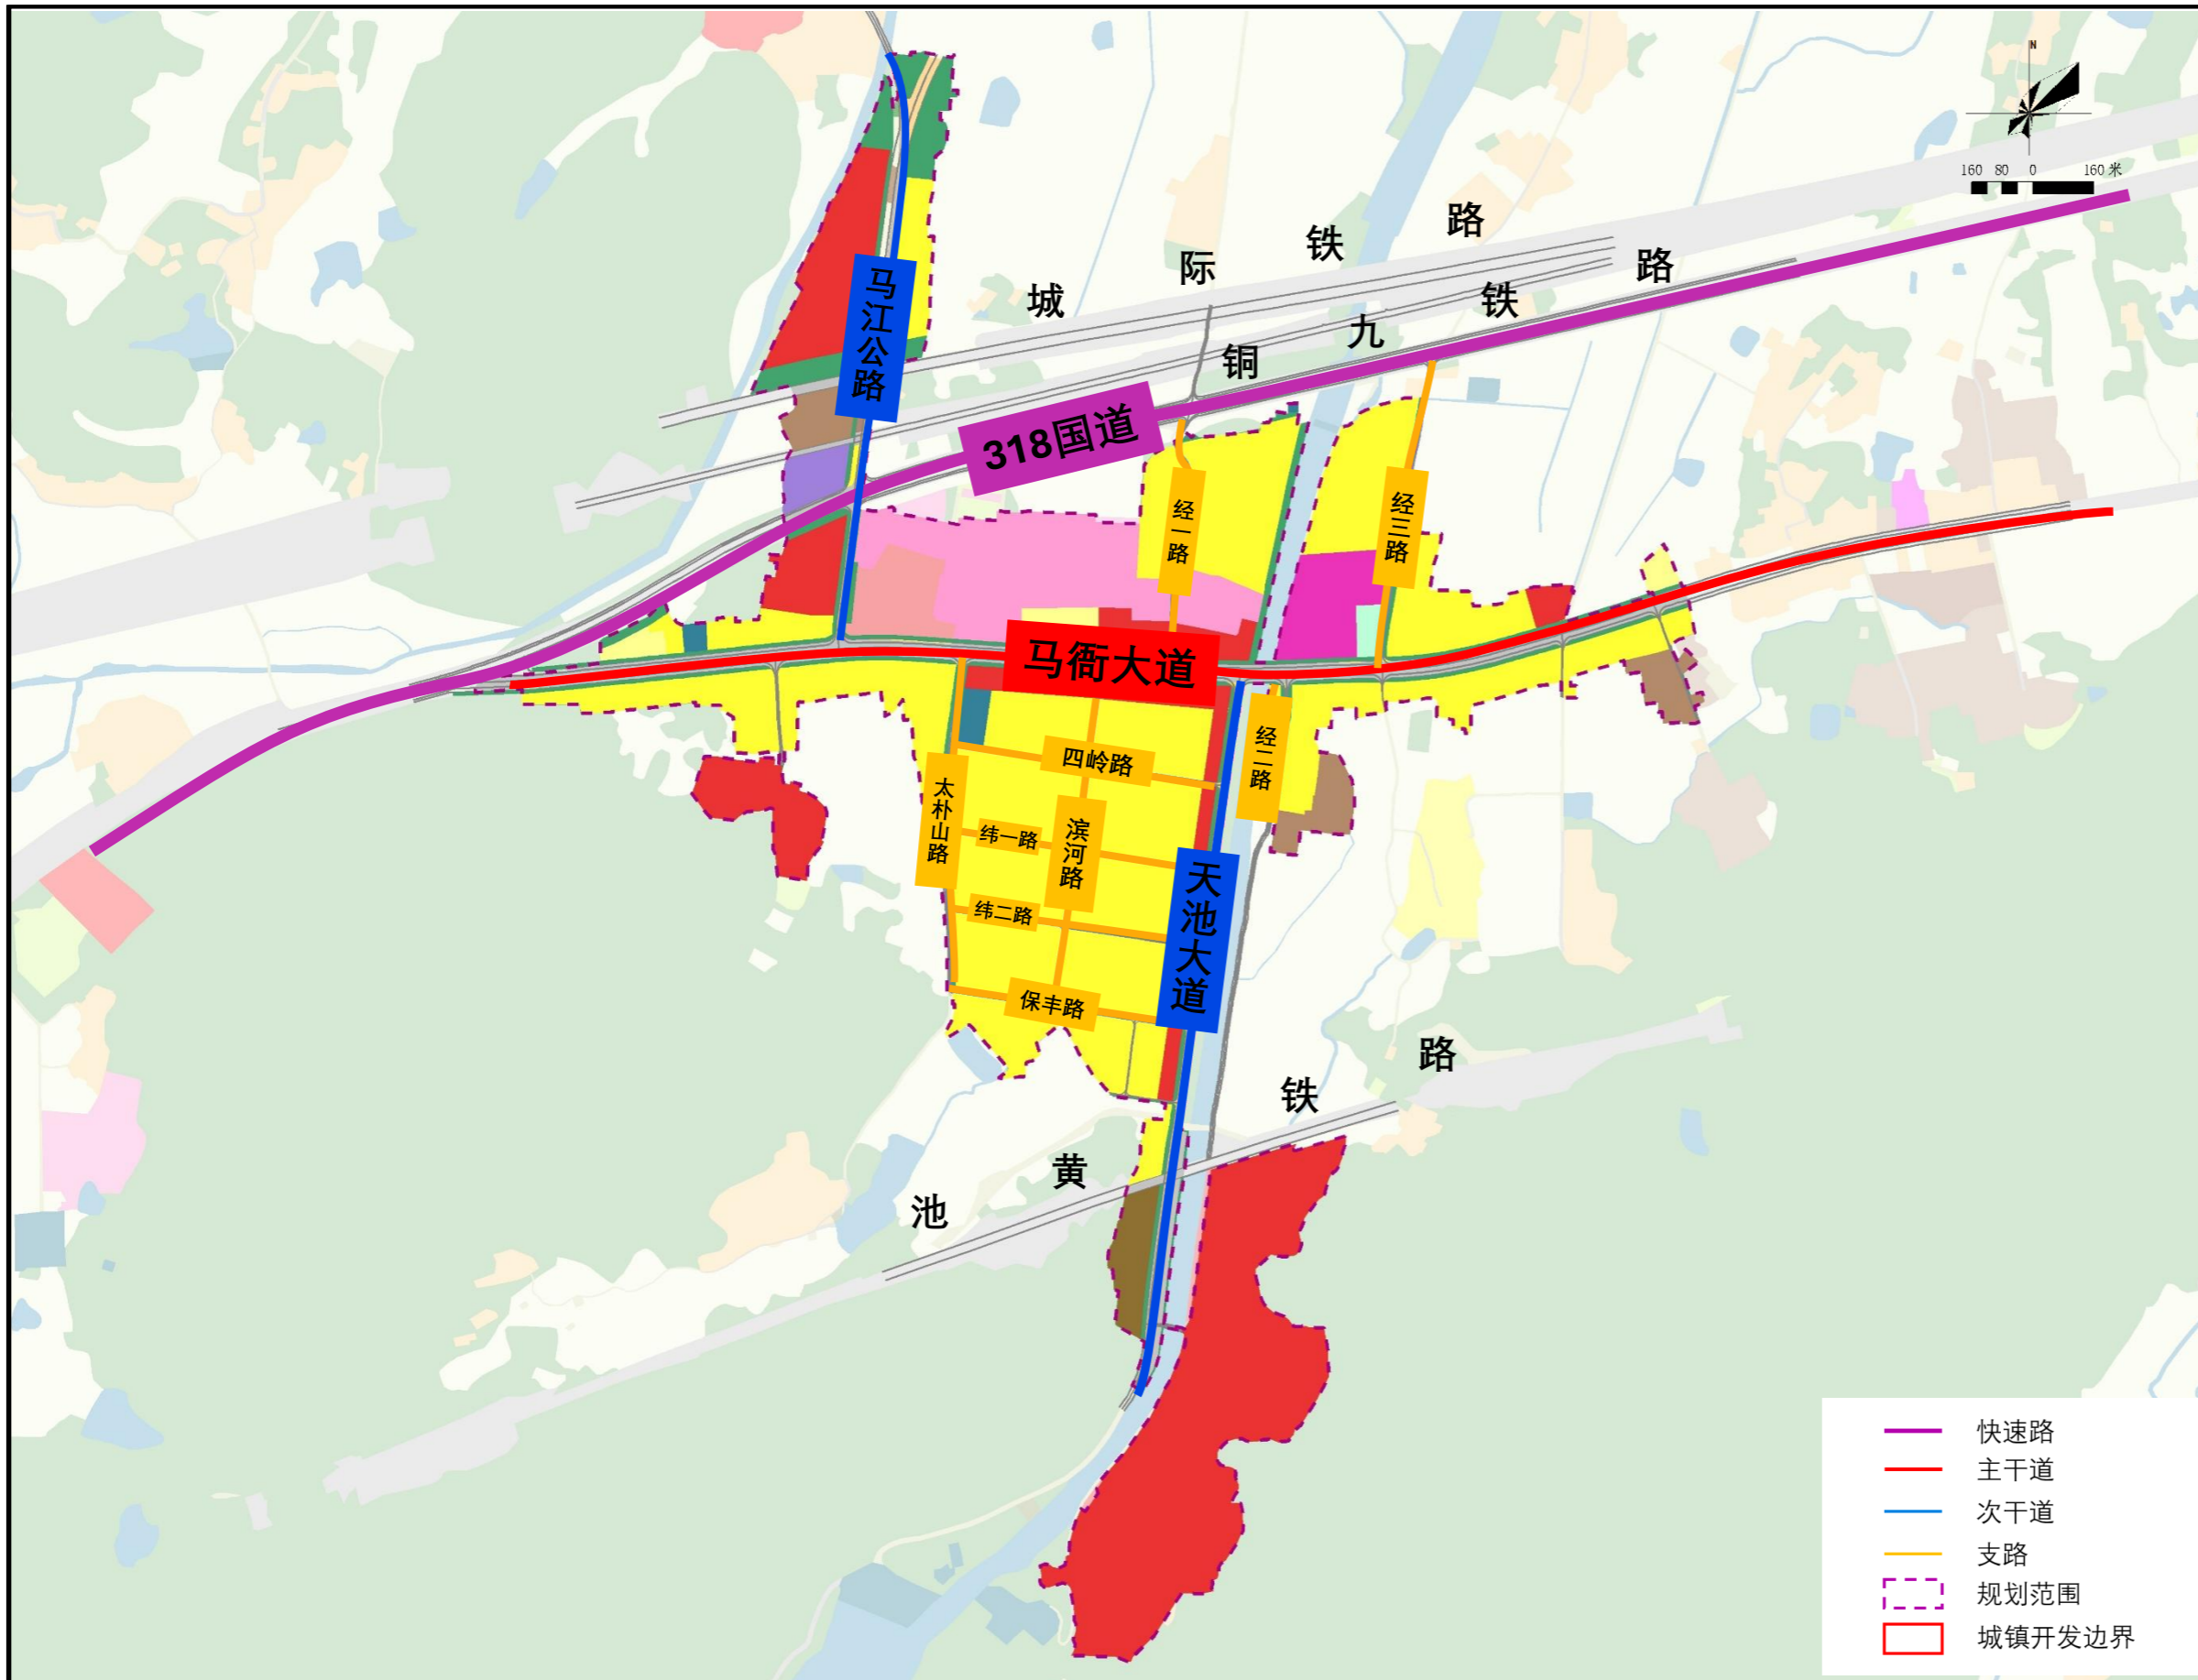 N
160 80 0 160 米
城际铁路
铜九铁路
马江公路
318国道
经一路
经三路
马衙大道
四岭路
经二路
太朴山路
纬一路
滨河路
纬二路
天池大道
保丰路
池黄铁路
快速路
主干道
次干道
支路
规划范围
城镇开发边界